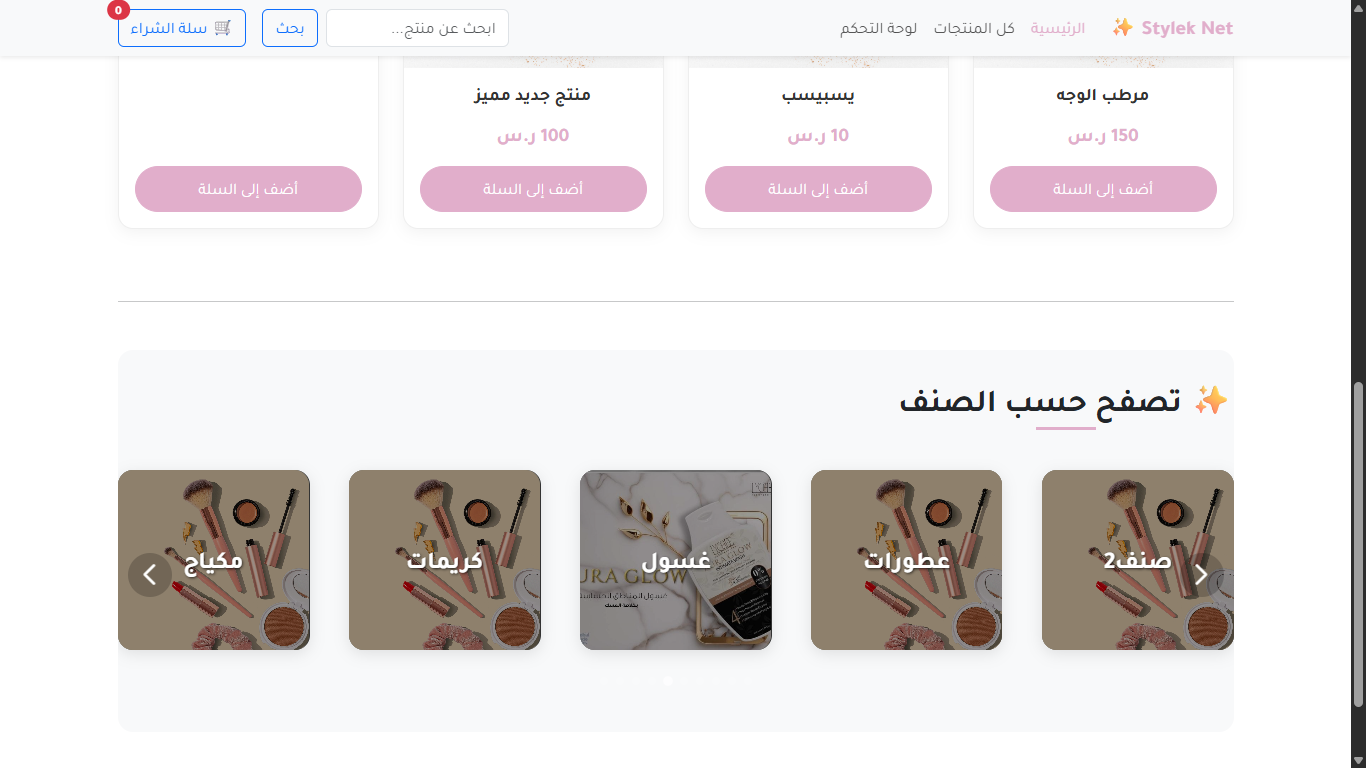 Stylek Net ✨
الرئيسية
كل المنتجات
لوحة التحكم
ابحث عن منتج...
بحث
🛒 سلة الشراء
0
مرطب الوجه
150 ر.س
أضف إلى السلة
يسبيسب
10 ر.س
أضف إلى السلة
منتج جديد مميز
100 ر.س
أضف إلى السلة
أضف إلى السلة
✨ تصفح حسب الصنف
صنف2
عطورات
غسول
URA GLOW
كريمات
مكياج